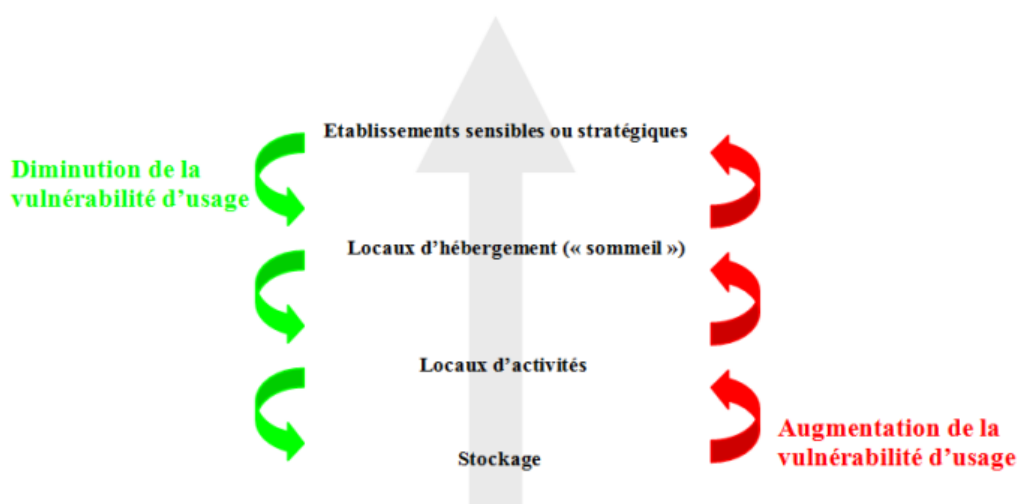 Etablissements sensibles ou stratégiques
Diminution de la
vulnérabilité d’usage
Locaux d’hébergement (« sommeil »)
Locaux d’activités
Augmentation de la
vulnérabilité d’usage
Stockage